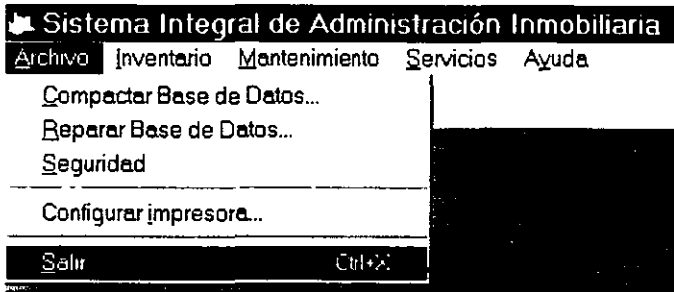 Sistema Integral de Administración Inmobiliaria
Archivo Inventario Mantenimiento Servicios Ayuda
Compactar Base de Datos...
Reparar Base de Datos...
Seguridad
Configurar impresora...
Salir Ctrl+X